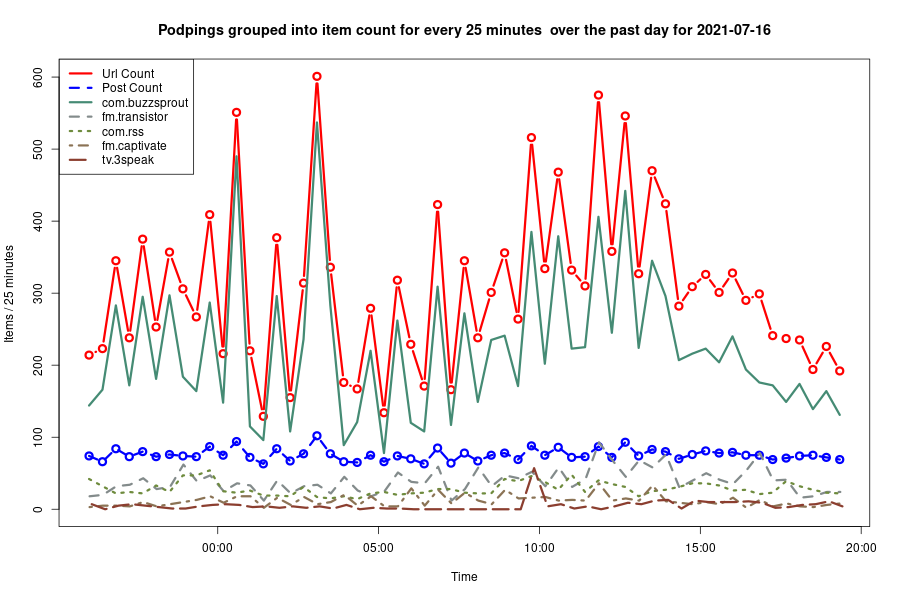 Podpings grouped into item count for every 25 minutes  over the past day for 2021-07-16
Url Count
Post Count
com.buzzsprout
fm.transistor
com.rss
fm.captivate
tv.3speak
Items / 25 minutes
600
500
400
300
200
100
0
00:00 05:00 10:00 15:00 20:00
Time